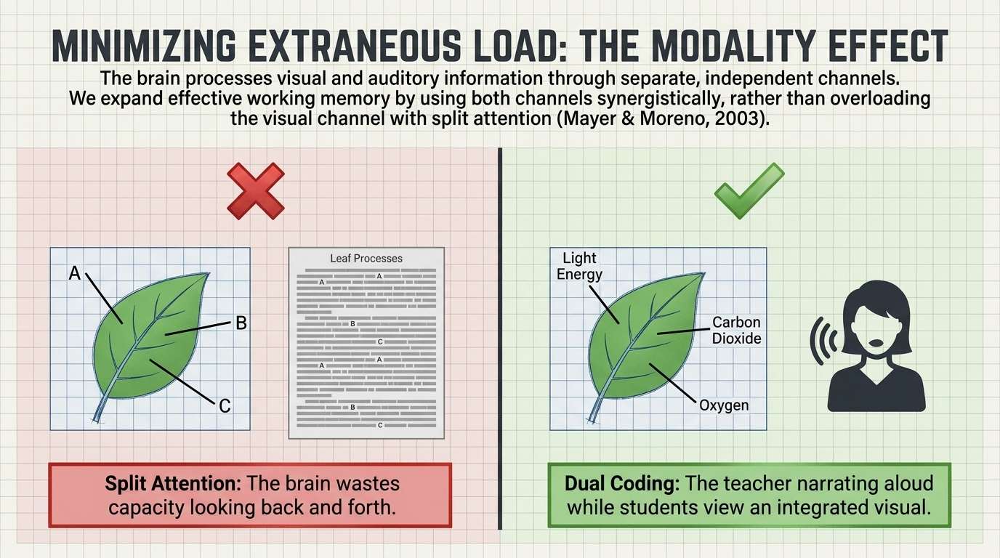 MINIMIZING EXTRANEOUS LOAD: THE MODALITY EFFECT
The brain processes visual and auditory information through separate, independent channels.
We expand effective working memory by using both channels synergistically, rather than overloading
the visual channel with split attention (Mayer & Moreno, 2003).
A
B
C
Leaf Processes
A
A
B
C
A
A
B
C
Split Attention: The brain wastes
capacity looking back and forth.
Light
Energy
Carbon
Dioxide
Oxygen
Dual Coding: The teacher narrating aloud
while students view an integrated visual.